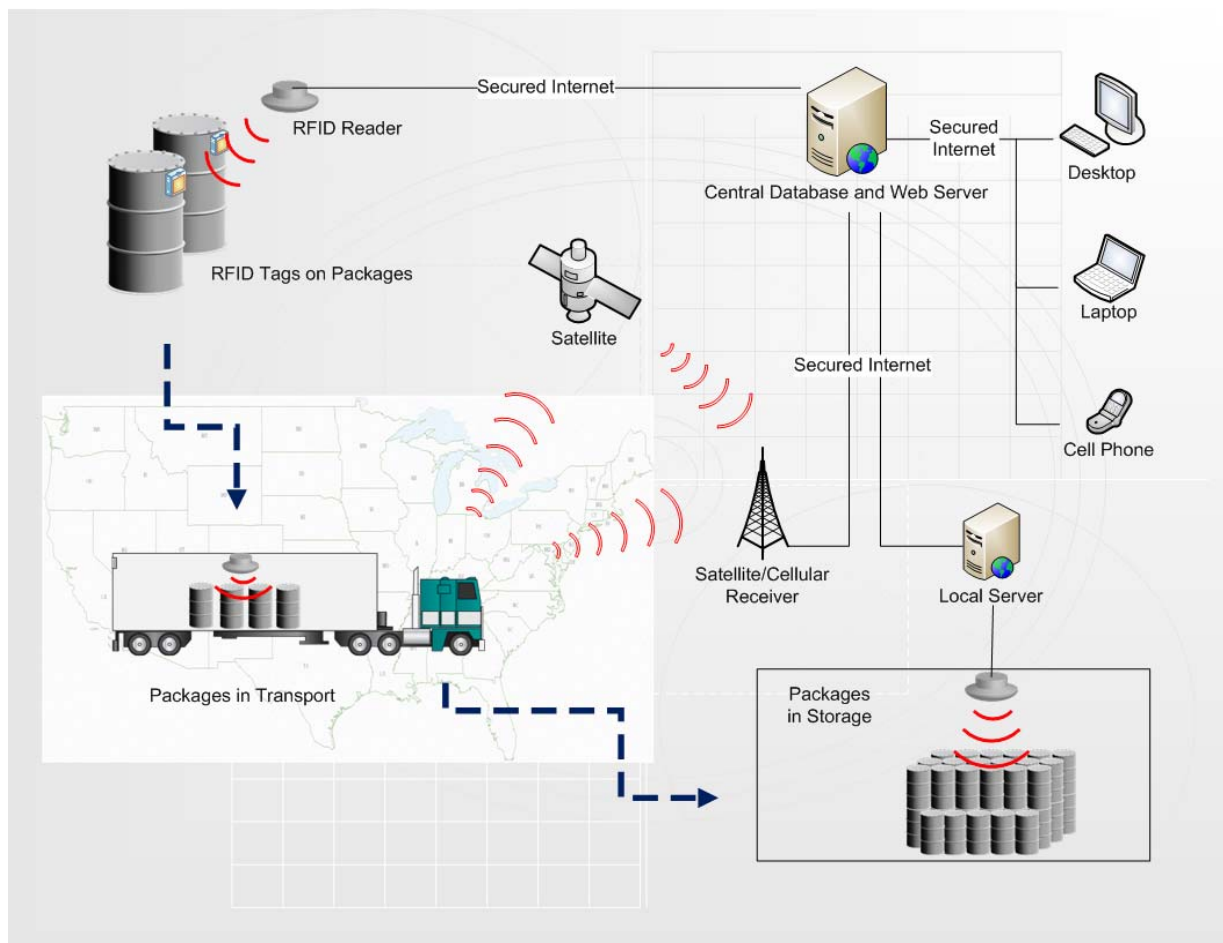 Secured Internet
RFID Reader
Secured
Internet
Desktop
Central Database and Web Server
RFID Tags on Packages
Satellite
Laptop
Secured Internet
Cell Phone
Satellite/Cellular
Receiver
Local Server
Packages in Transport
Packages
in Storage